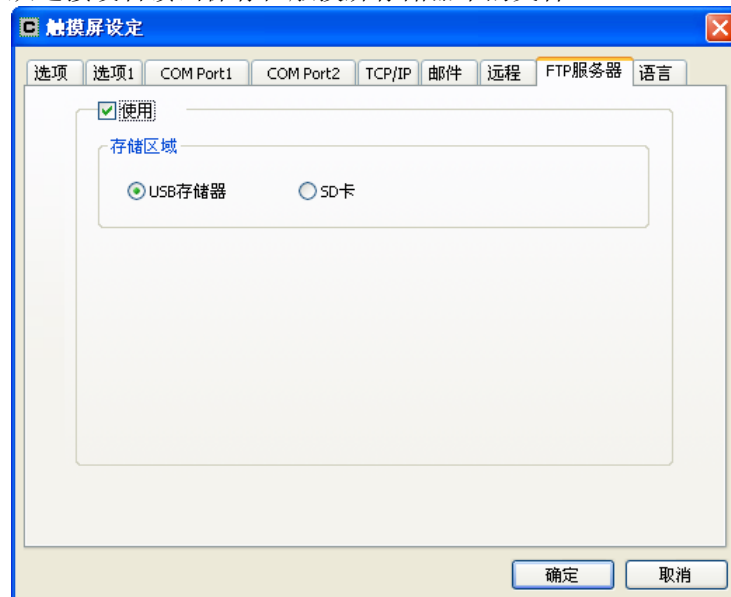 触摸屏设定
选项 选项1 COM Port1 COM Port2 TCP/IP 邮件 远程 FTP服务器 语言
使用
存储区域
USB存储器 SD卡
确定 取消